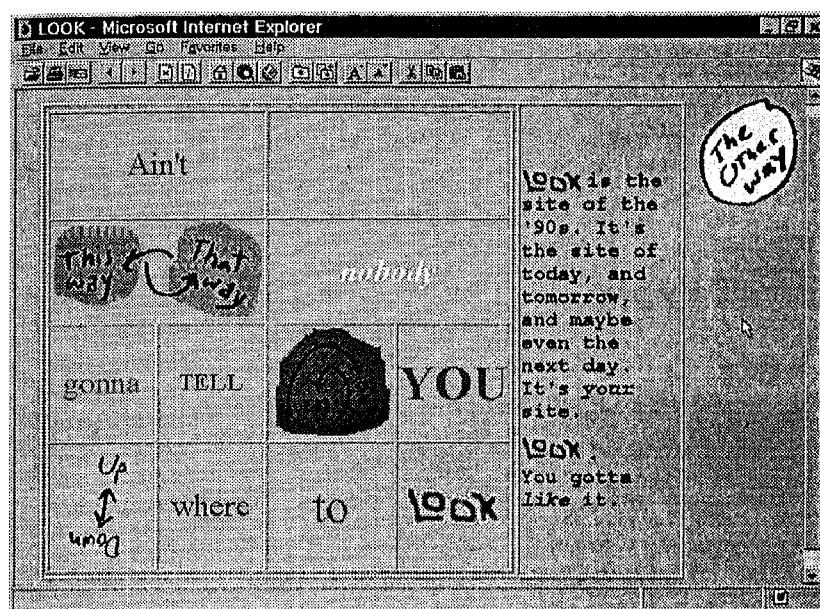 LOOK - Microsoft Internet Explorer
File Edit View Go Favorites Help
Ain't
This way
That way
nobody
gonna
TELL
YOU
Up
Down
where
to
LOOK
LOOK is the
site of the
'90s. It's
the site of
today, and
tomorrow,
and maybe
even the
next day.
It's your
site.
LOOK.
You gotta
like it.
The
Other
way